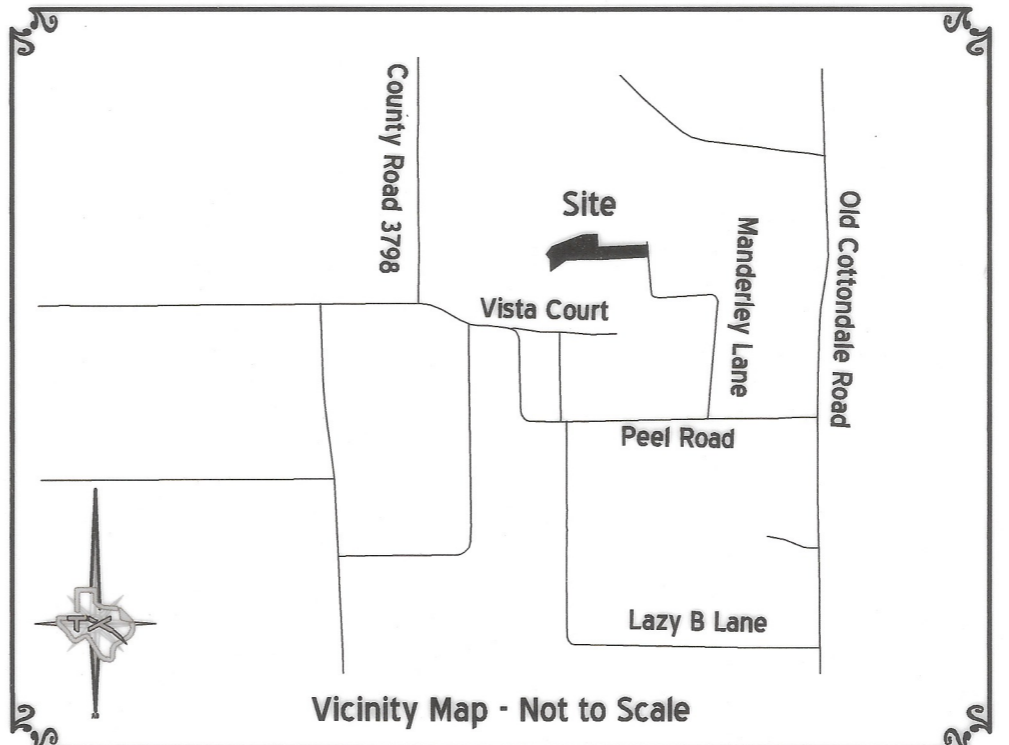 County Road 3798
Site
Manderley Lane
Old Cottondale Road
Vista Court
Peel Road
TX
Lazy B Lane
Vicinity Map - Not to Scale